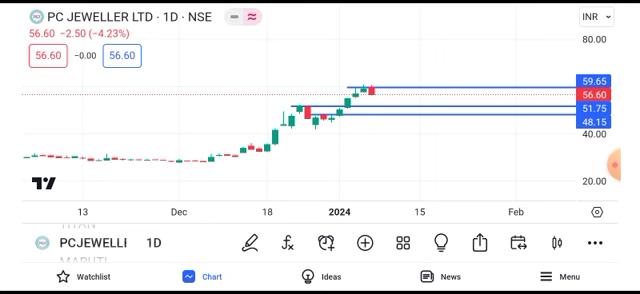 PC JEWELLER LTD · 1D · NSE
INR
56.60 −2.50 (−4.23%)
56.60 −0.00 56.60
80.00
59.65
56.60
51.75
48.15
40.00
20.00
13 Dec 18 2024 15 Feb
TITAN
PCJEWELLI 1D
MARUTI
Watchlist Chart Ideas News Menu